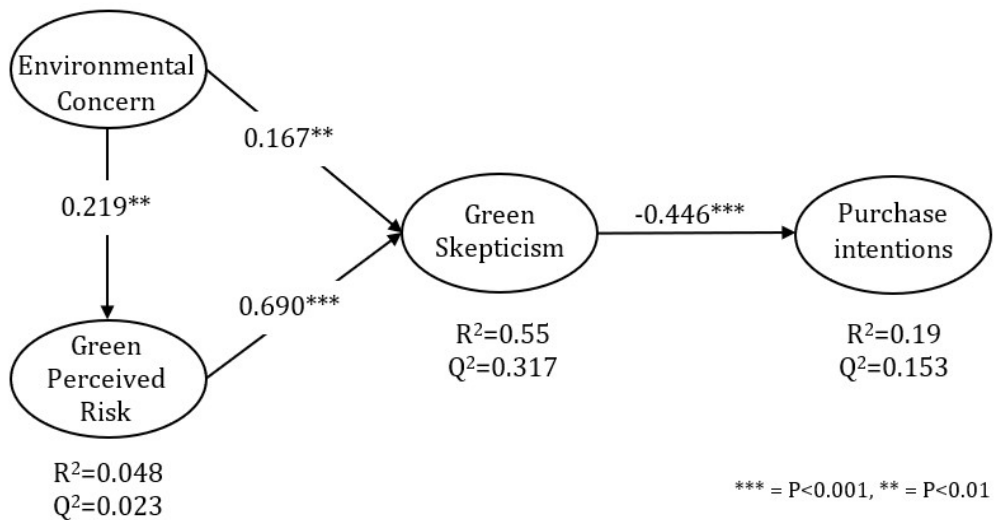 Environmental
Concern
0.167**
0.219**
Green
Skepticism
-0.446***
Purchase
intentions
0.690***
Green
Perceived
Risk
R²=0.55
Q²=0.317
R²=0.19
Q²=0.153
R²=0.048
Q²=0.023
*** = P<0.001, ** = P<0.01